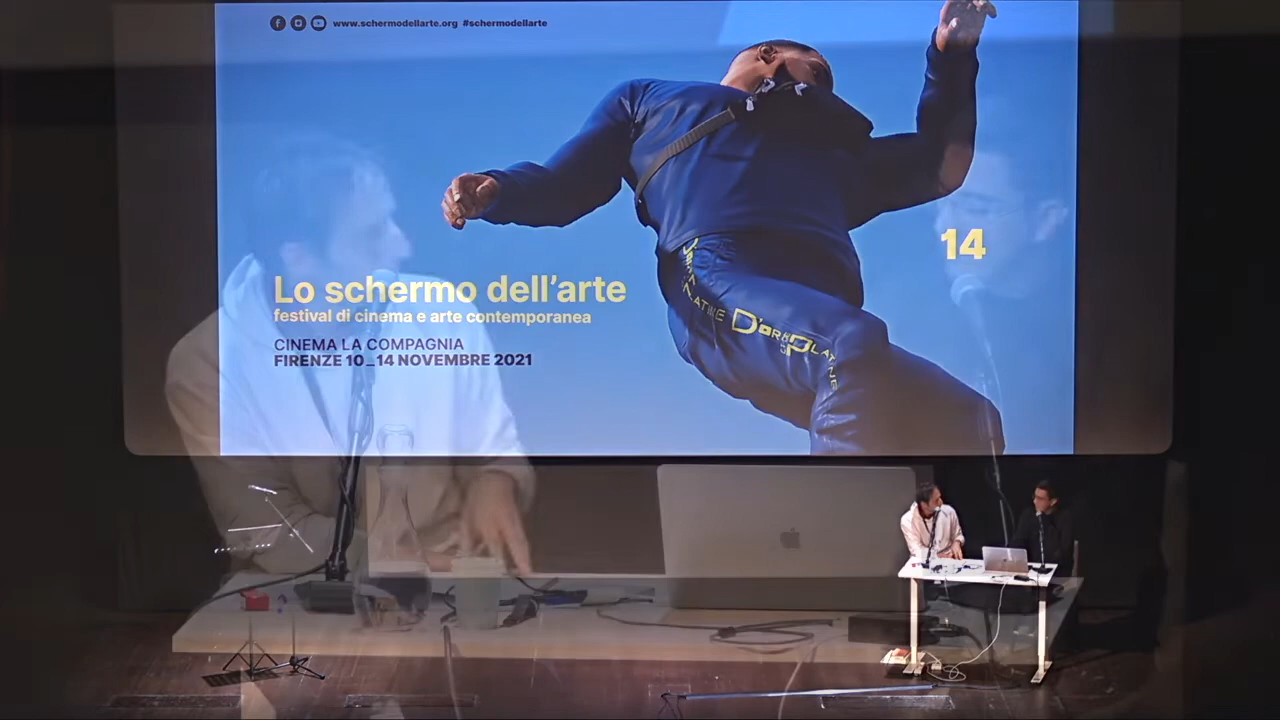 www.schermodellarte.org #schermodellarte
14
Lo schermo dell'arte
festival di cinema e arte contemporanea
CINEMA LA COMPAGNIA
FIRENZE 10_14 NOVEMBRE 2021